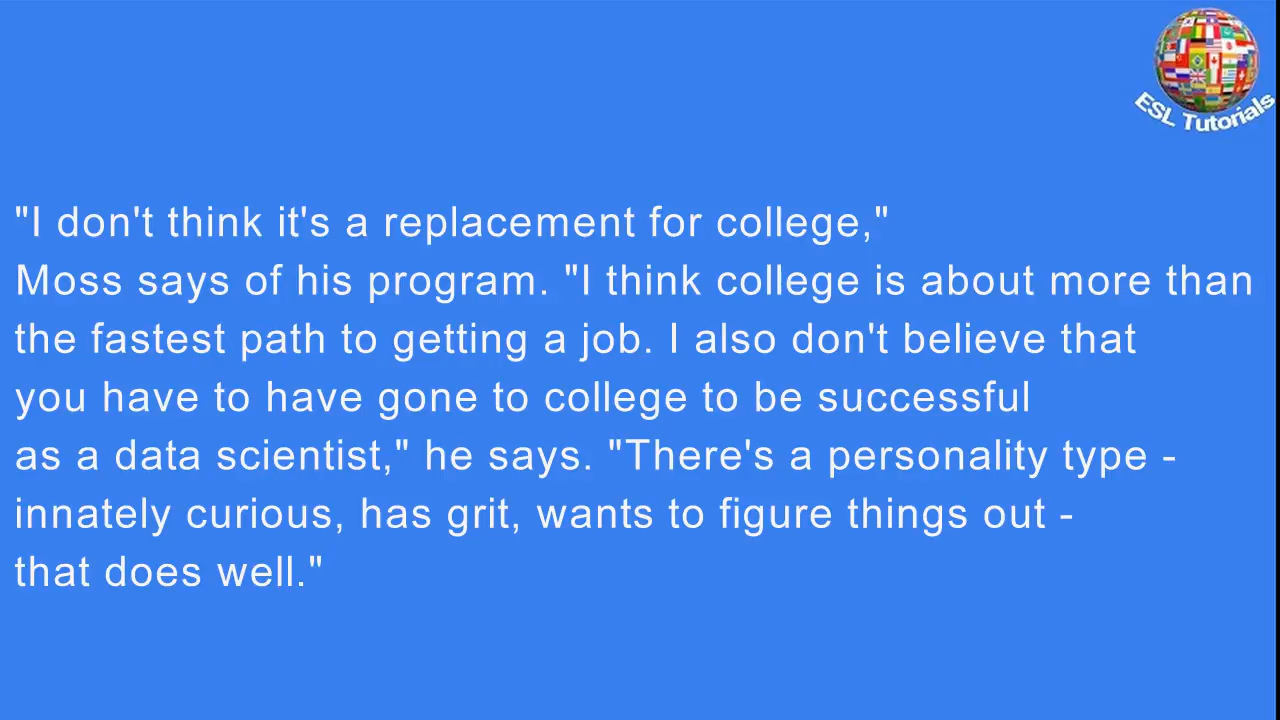 ESL Tutorials
"I don't think it's a replacement for college,"
Moss says of his program. "I think college is about more than
the fastest path to getting a job. I also don't believe that
you have to have gone to college to be successful
as a data scientist," he says. "There's a personality type -
innately curious, has grit, wants to figure things out -
that does well."